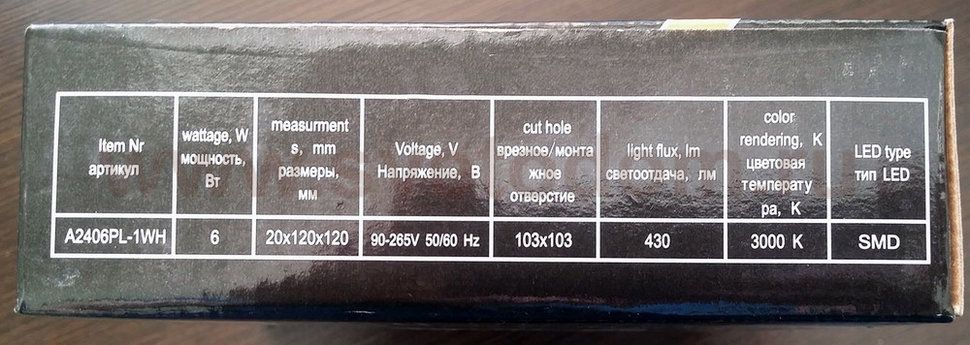 Item Nr
артикул
wattage, W
мощность,
Вт
measurment
s, mm
размеры,
мм
Voltage, V
Напряжение, В
cut hole
врезное/монта
жное
отверстие
light flux, lm
светоотдача, лм
color
rendering, K
цветовая
температу
ра, K
LED type
тип LED
A2406PL-1WH
6
20x120x120
90-265V 50/60 Hz
103x103
430
3000 K
SMD